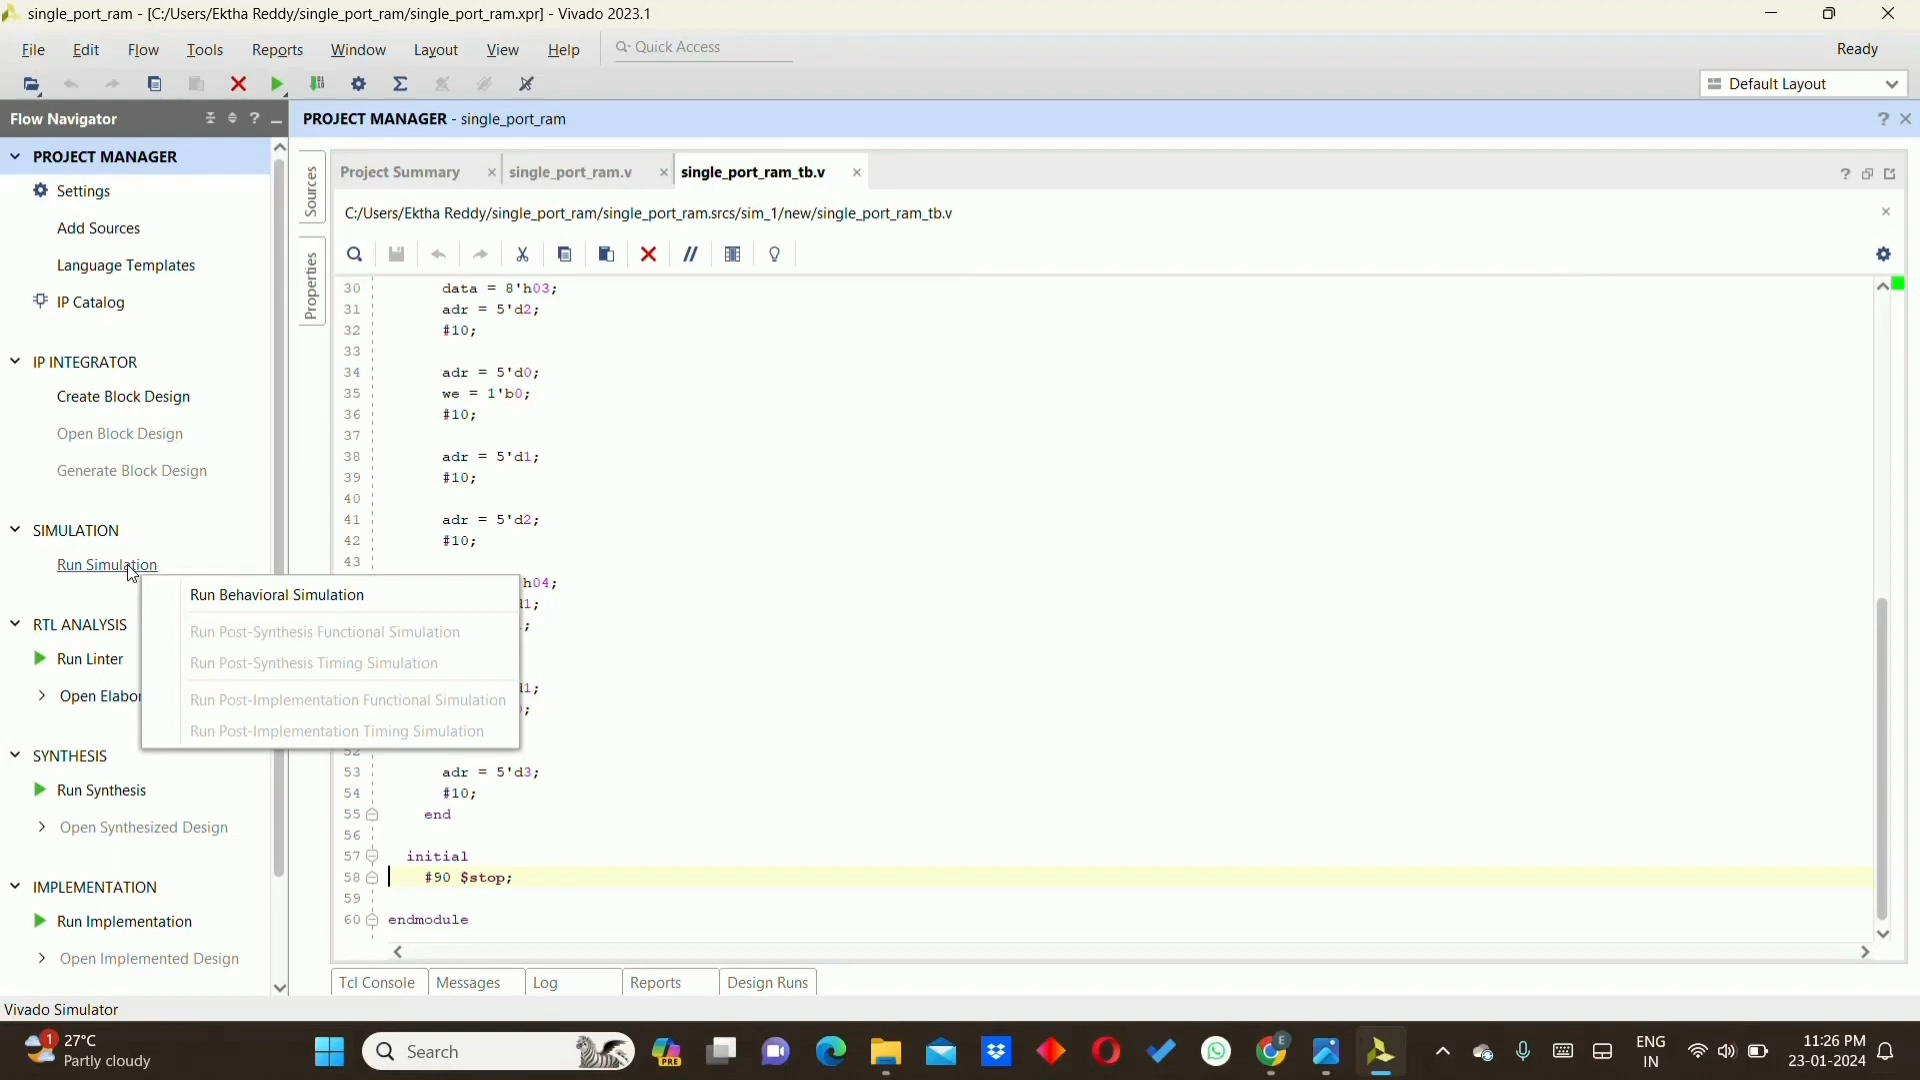 single_port_ram - [C:/Users/Ektha Reddy/single_port_ram/single_port_ram.xpr] - Vivado 2023.1
File Edit Flow Tools Reports Window Layout View Help Quick Access Ready
Default Layout
Flow Navigator
PROJECT MANAGER - single_port_ram
PROJECT MANAGER
Settings
Add Sources
Language Templates
IP Catalog
IP INTEGRATOR
Create Block Design
Open Block Design
Generate Block Design
SIMULATION
Run Simulation
Run Behavioral Simulation
Run Post-Synthesis Functional Simulation
Run Post-Synthesis Timing Simulation
Run Post-Implementation Functional Simulation
Run Post-Implementation Timing Simulation
RTL ANALYSIS
Run Linter
Open Elabor
SYNTHESIS
Run Synthesis
Open Synthesized Design
IMPLEMENTATION
Run Implementation
Open Implemented Design
Sources
Properties
Project Summary single_port_ram.v single_port_ram_tb.v
C:/Users/Ektha Reddy/single_port_ram/single_port_ram.srcs/sim_1/new/single_port_ram_tb.v
30 data = 8'h03;
31 adr = 5'd2;
32 #10;
33
34 adr = 5'd0;
35 we = 1'b0;
36 #10;
37
38 adr = 5'd1;
39 #10;
40
41 adr = 5'd2;
42 #10;
43
h04;
d1;
;
d1;
;
52
53 adr = 5'd3;
54 #10;
55 end
56
57 initial
58 #90 $stop;
59
60 endmodule
Tcl Console Messages Log Reports Design Runs
Vivado Simulator
1 27°C
Partly cloudy
Search
PRE
E
ENG
IN
11:26 PM
23-01-2024